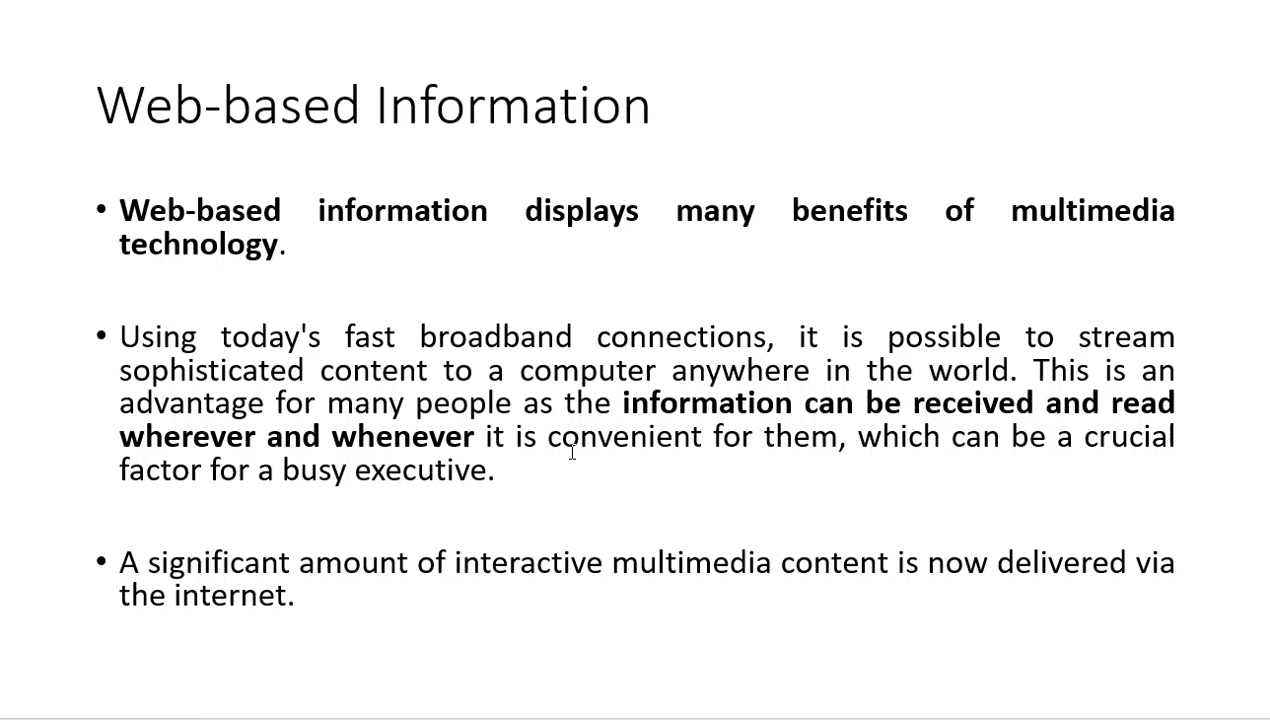 Web-based Information
• Web-based information displays many benefits of multimedia
technology.
• Using today's fast broadband connections, it is possible to stream
sophisticated content to a computer anywhere in the world. This is an
advantage for many people as the information can be received and read
wherever and whenever it is convenient for them, which can be a crucial
factor for a busy executive.
• A significant amount of interactive multimedia content is now delivered via
the internet.